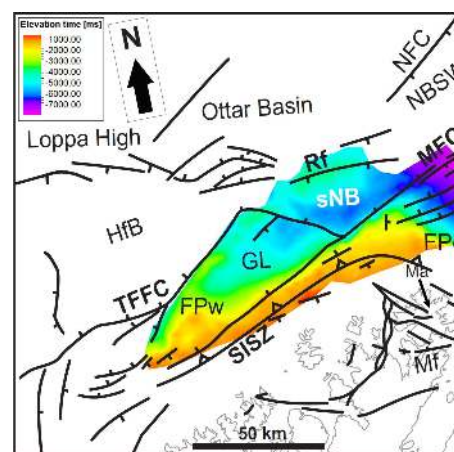 Elevation time [ms]
-1000.00
-2000.00
-3000.00
-4000.00
-5000.00
-6000.00
-7000.00
N
NFC
NBSW
Ottar Basin
Loppa High
Rf
MFC
sNB
HfB
GL
FPe
Ma
TFFC
FPw
SISZ
Mf
50 km